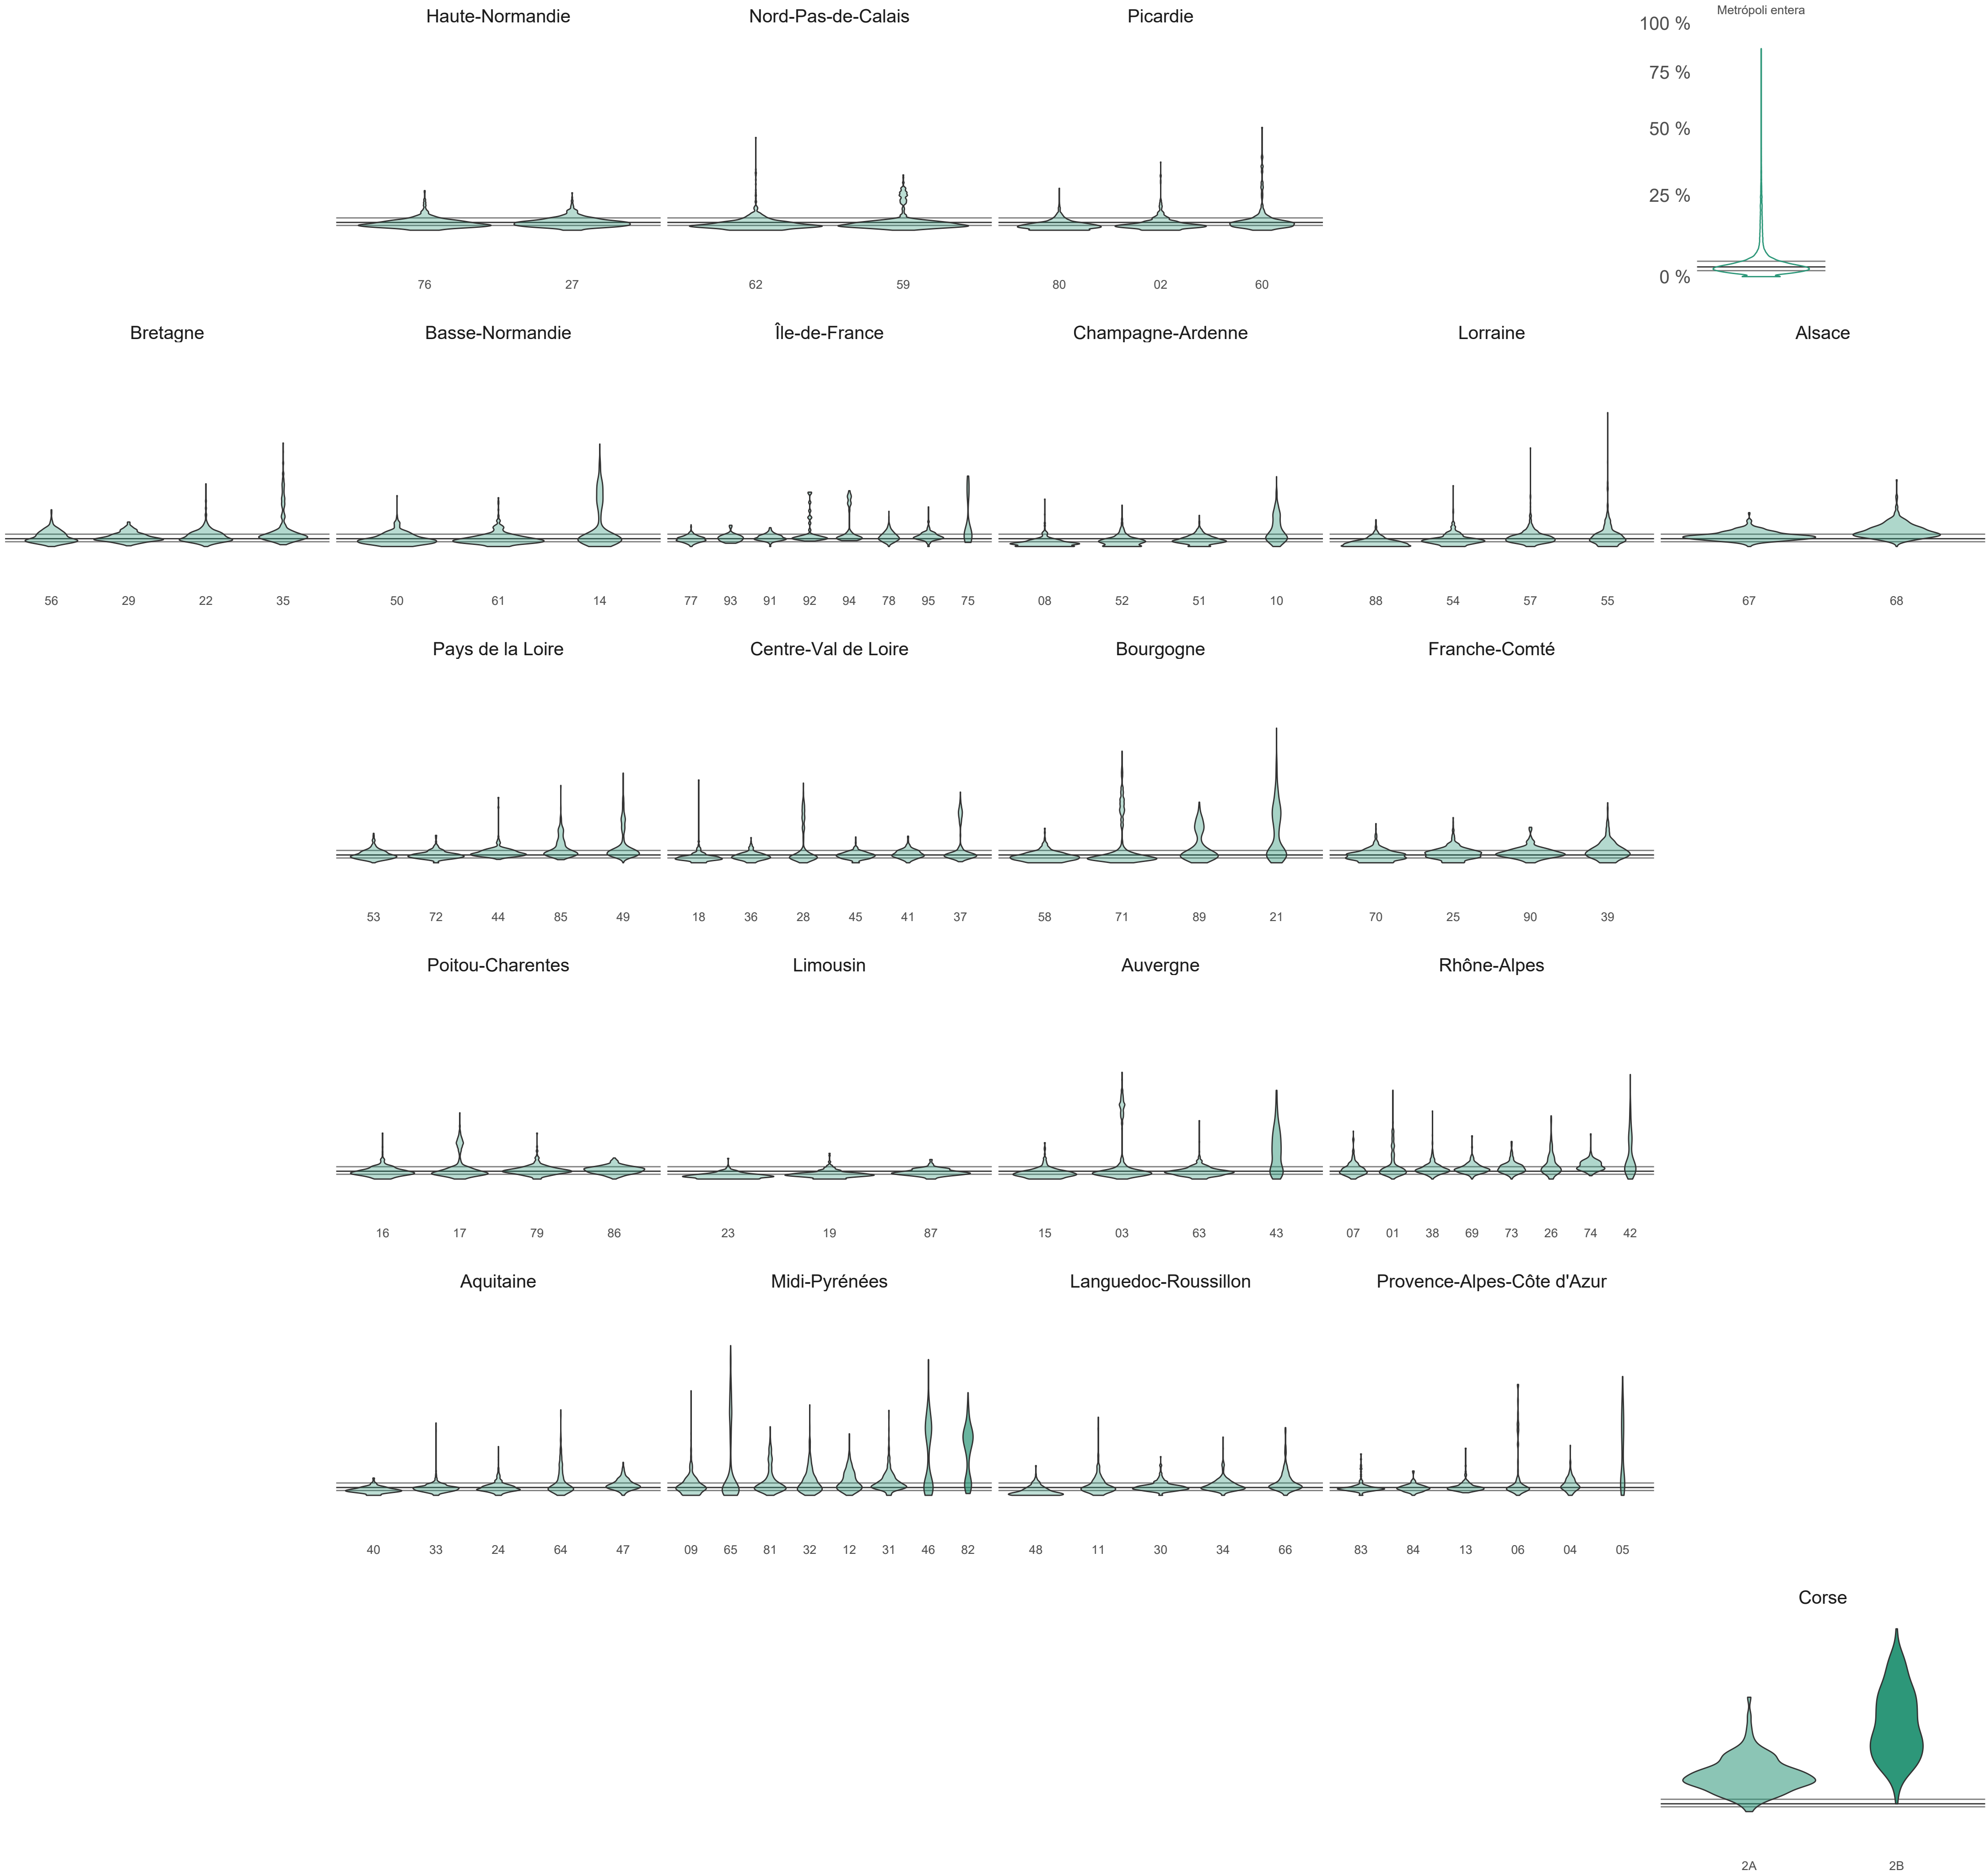 Haute-Normandie Nord-Pas-de-Calais Picardie Metrópoli entera
100 %
75 %
50 %
25 %
0 %
76 27 62 59 80 02 60
Bretagne Basse-Normandie Île-de-France Champagne-Ardenne Lorraine Alsace
56 29 22 35 50 61 14 77 93 91 92 94 78 95 75 08 52 51 10 88 54 57 55 67 68
Pays de la Loire Centre-Val de Loire Bourgogne Franche-Comté
53 72 44 85 49 18 36 28 45 41 37 58 71 89 21 70 25 90 39
Poitou-Charentes Limousin Auvergne Rhône-Alpes
16 17 79 86 23 19 87 15 03 63 43 07 01 38 69 73 26 74 42
Aquitaine Midi-Pyrénées Languedoc-Roussillon Provence-Alpes-Côte d'Azur
40 33 24 64 47 09 65 81 32 12 31 46 82 48 11 30 34 66 83 84 13 06 04 05
Corse
2A 2B